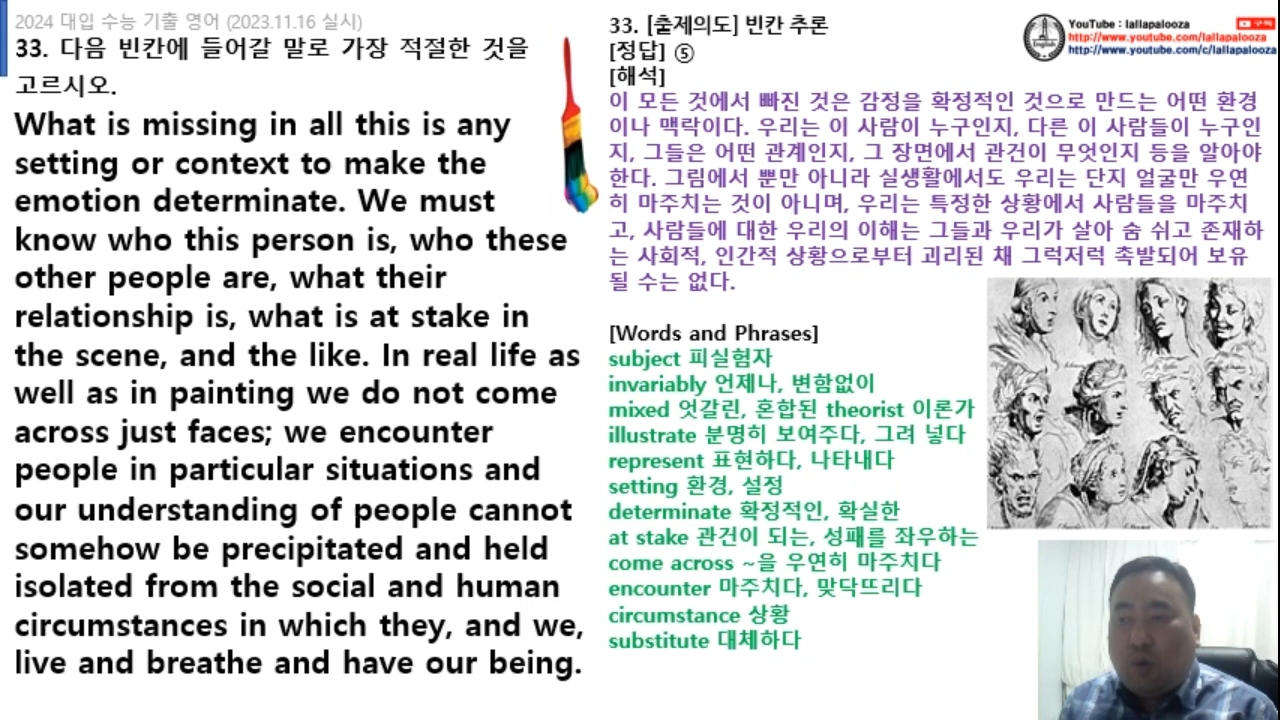 2024 대입 수능 기출 영어 (2023.11.16 실시)
33. 다음 빈칸에 들어갈 말로 가장 적절한 것을
고르시오.
What is missing in all this is any
setting or context to make the
emotion determinate. We must
know who this person is, who these
other people are, what their
relationship is, what is at stake in
the scene, and the like. In real life as
well as in painting we do not come
across just faces; we encounter
people in particular situations and
our understanding of people cannot
somehow be precipitated and held
isolated from the social and human
circumstances in which they, and we,
live and breathe and have our being.
33. [출제의도] 빈칸 추론
[정답] ⑤
[해석]
이 모든 것에서 빠진 것은 감정을 확정적인 것으로 만드는 어떤 환경
이나 맥락이다. 우리는 이 사람이 누구인지, 다른 이 사람들이 누구인
지, 그들은 어떤 관계인지, 그 장면에서 관건이 무엇인지 등을 알아야
한다. 그림에서 뿐만 아니라 실생활에서도 우리는 단지 얼굴만 우연
히 마주치는 것이 아니며, 우리는 특정한 상황에서 사람들을 마주치
고, 사람들에 대한 우리의 이해는 그들과 우리가 살아 숨 쉬고 존재하
는 사회적, 인간적 상황으로부터 괴리된 채 그럭저럭 촉발되어 보유
될 수는 없다.
[Words and Phrases]
subject 피실험자
invariably 언제나, 변함없이
mixed 엇갈린, 혼합된 theorist 이론가
illustrate 분명히 보여주다, 그려 넣다
represent 표현하다, 나타내다
setting 환경, 설정
determinate 확정적인, 확실한
at stake 관건이 되는, 성패를 좌우하는
come across ~을 우연히 마주치다
encounter 마주치다, 맞닥뜨리다
circumstance 상황
substitute 대체하다
English
YouTube : lallapalooza
구독
http://www.youtube.com/lallapalooza
http://www.youtube.com/c/lallapalooza